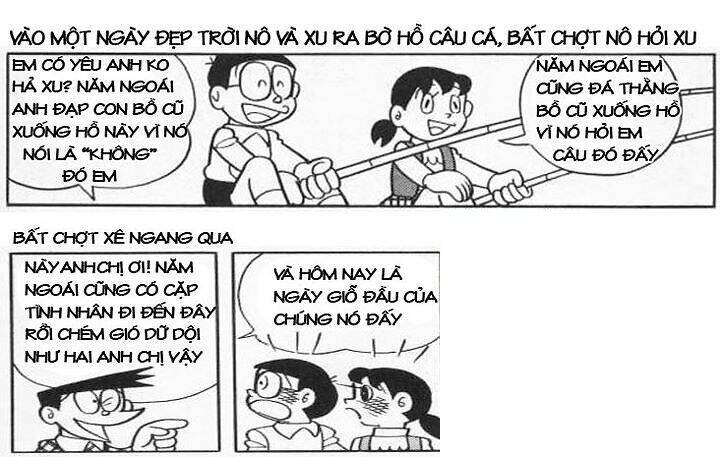 VÀO MỘT NGÀY ĐẸP TRỜI NÔ VÀ XU RA BỜ HỒ CÂU CÁ, BẤT CHỢT NÔ HỎI XU
EM CÓ YÊU ANH KO
HẢ XU? NĂM NGOÁI
ANH ĐẠP CON BỒ CŨ
XUỐNG HỒ NÀY VÌ NÓ
NÓI LÀ "KHÔNG"
ĐÓ EM
NĂM NGOÁI EM
CŨNG ĐÁ THẰNG
BỒ CŨ XUỐNG HỒ
VÌ NÓ HỎI EM
CÂU ĐÓ ĐẤY
BẤT CHỢT XÊ NGANG QUA
NÀY ANH CHỊ ƠI! NĂM
NGOÁI CŨNG CÓ CẶP
TÌNH NHÂN ĐI ĐẾN ĐÂY
RỒI CHÉM GIÓ DỮ DỘI
NHƯ HAI ANH CHỊ VẬY
VÀ HÔM NAY LÀ
NGÀY GIỖ ĐẦU CỦA
CHÚNG NÓ ĐẤY